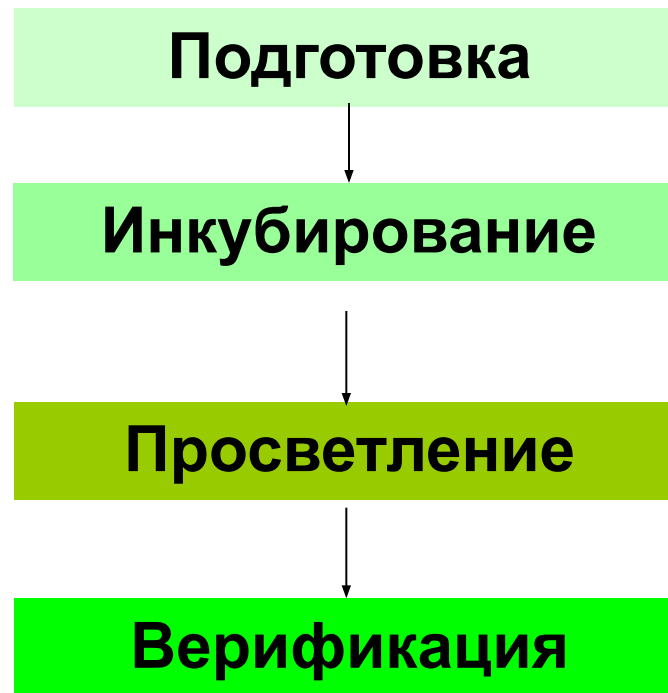 Подготовка
Инкубирование
Просветление
Верификация